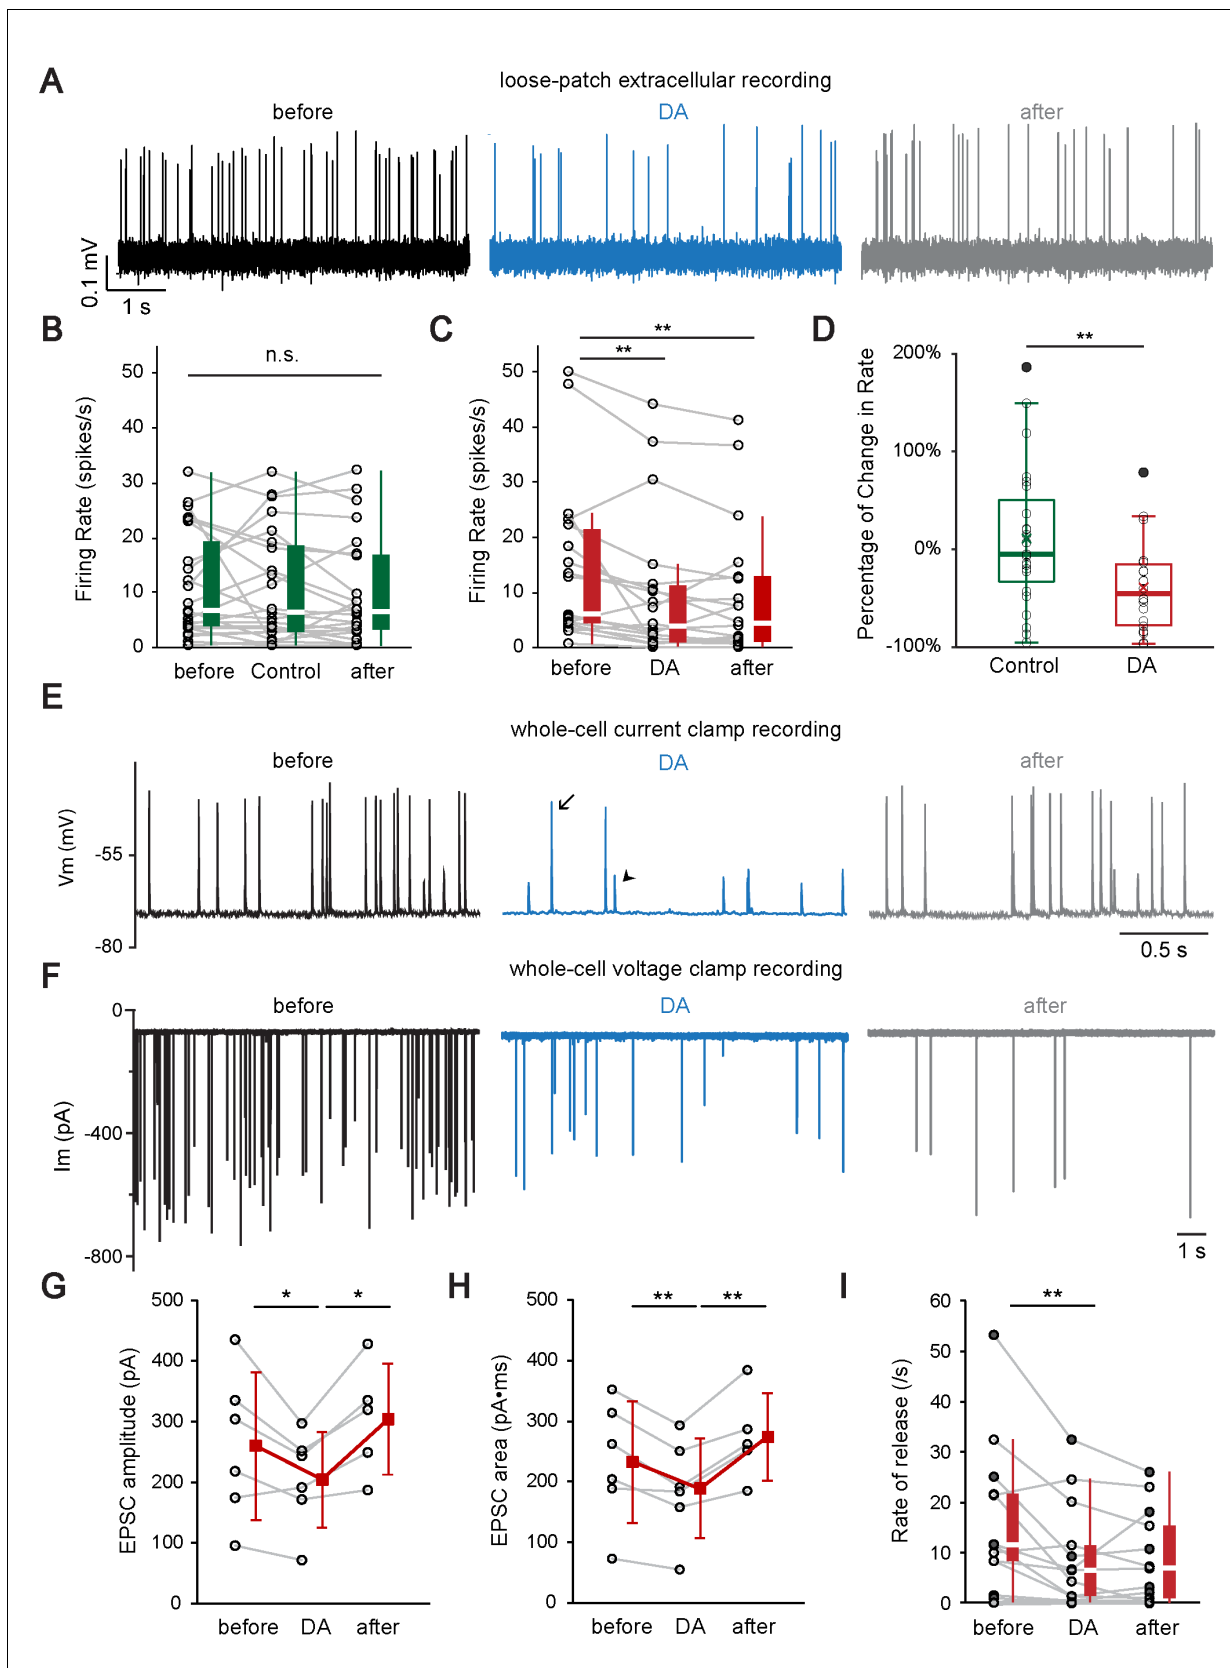 A
loose-patch extracellular recording
before DA after
0.1 mV
1 s
B C D
n.s. ** ** **
Firing Rate (spikes/s)
50
40
30
20
10
0
before Control after
Firing Rate (spikes/s)
50
40
30
20
10
0
before DA after
Percentage of Change in Rate
200%
100%
0%
-100%
Control DA
E
whole-cell current clamp recording
before DA after
Vm (mV)
-55
-80
0.5 s
F
whole-cell voltage clamp recording
before DA after
Im (pA)
0
-400
-800
1 s
G H I
* * ** ** **
EPSC amplitude (pA)
500
400
300
200
100
0
before DA after
EPSC area (pA•ms)
500
400
300
200
100
0
before DA after
Rate of release (/s)
60
50
40
30
20
10
0
before DA after